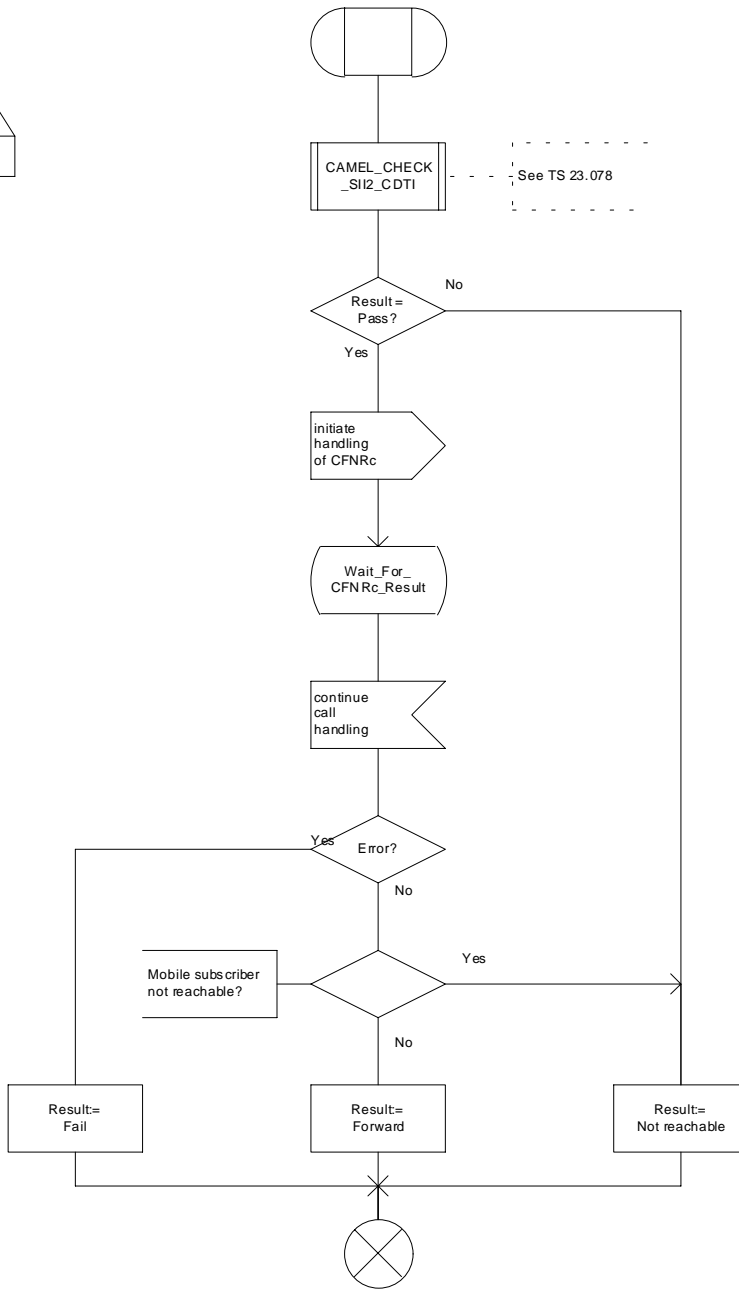 CAMEL_CHECK
_SII2_CDTI
See TS 23.078
No
Result =
Pass?
Yes
initiate
handling
of CFNRc
Wait_For_
CFNRc_Result
continue
call
handling
Yes
Error?
No
Mobile subscriber
not reachable?
Yes
No
Result:=
Fail
Result:=
Forward
Result:=
Not reachable